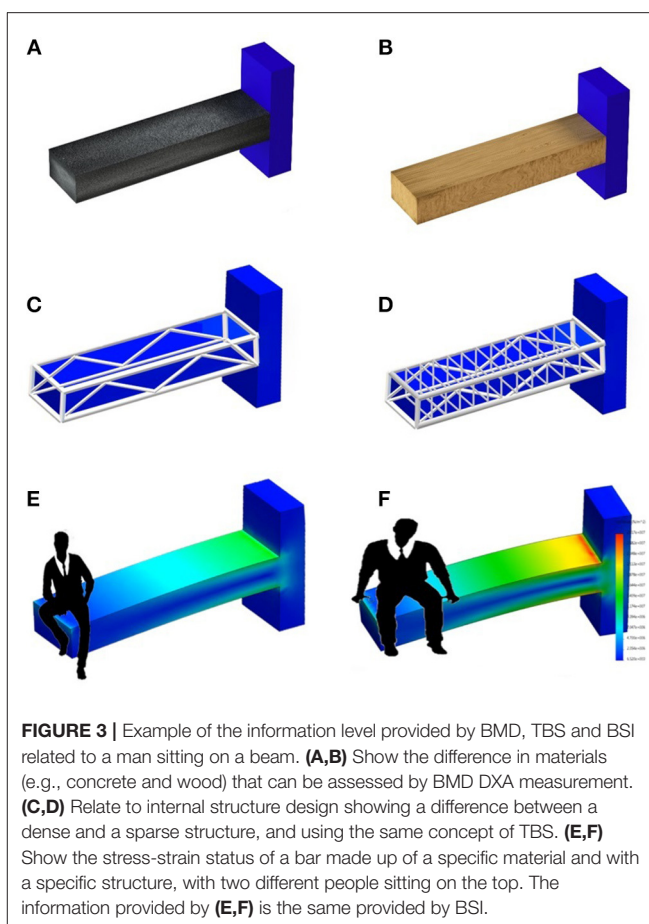 A
B
C
D
E
F
FIGURE 3 | Example of the information level provided by BMD, TBS and BSI
related to a man sitting on a beam. (A,B) Show the difference in materials
(e.g., concrete and wood) that can be assessed by BMD DXA measurement.
(C,D) Relate to internal structure design showing a difference between a
dense and a sparse structure, and using the same concept of TBS. (E,F)
Show the stress-strain status of a bar made up of a specific material and with
a specific structure, with two different people sitting on the top. The
information provided by (E,F) is the same provided by BSI.